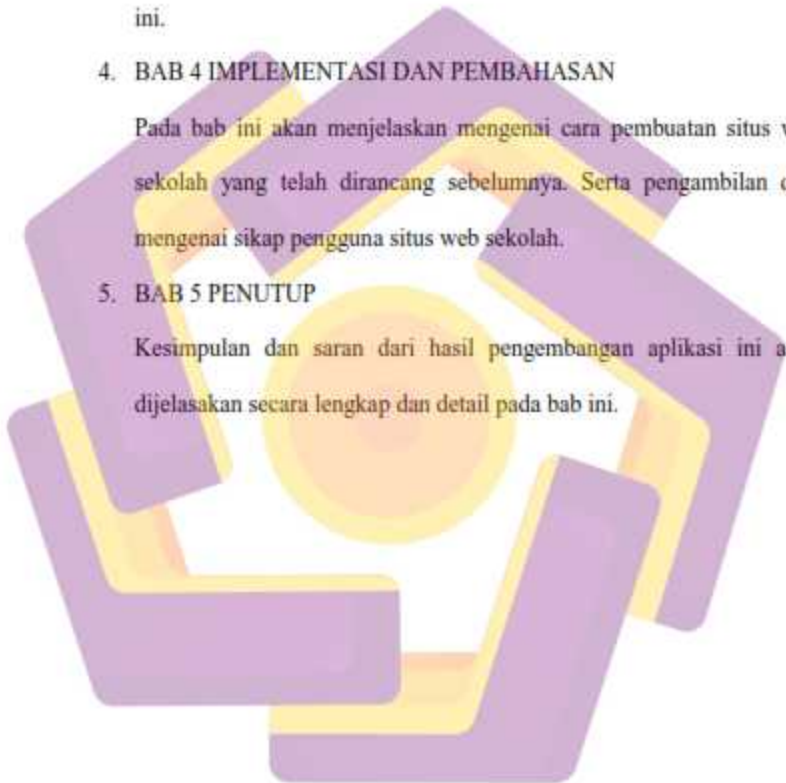 ini.
4. BAB 4 IMPLEMENTASI DAN PEMBAHASAN
Pada bab ini akan menjelaskan mengenai cara pembuatan situs
sekolah yang telah dirancang sebelumnya. Serta pengambilan
mengenai sikap pengguna situs web sekolah.
5. BAB 5 PENUTUP
Kesimpulan dan saran dari hasil pengembangan aplikasi ini
dijelasakan secara lengkap dan detail pada bab ini.